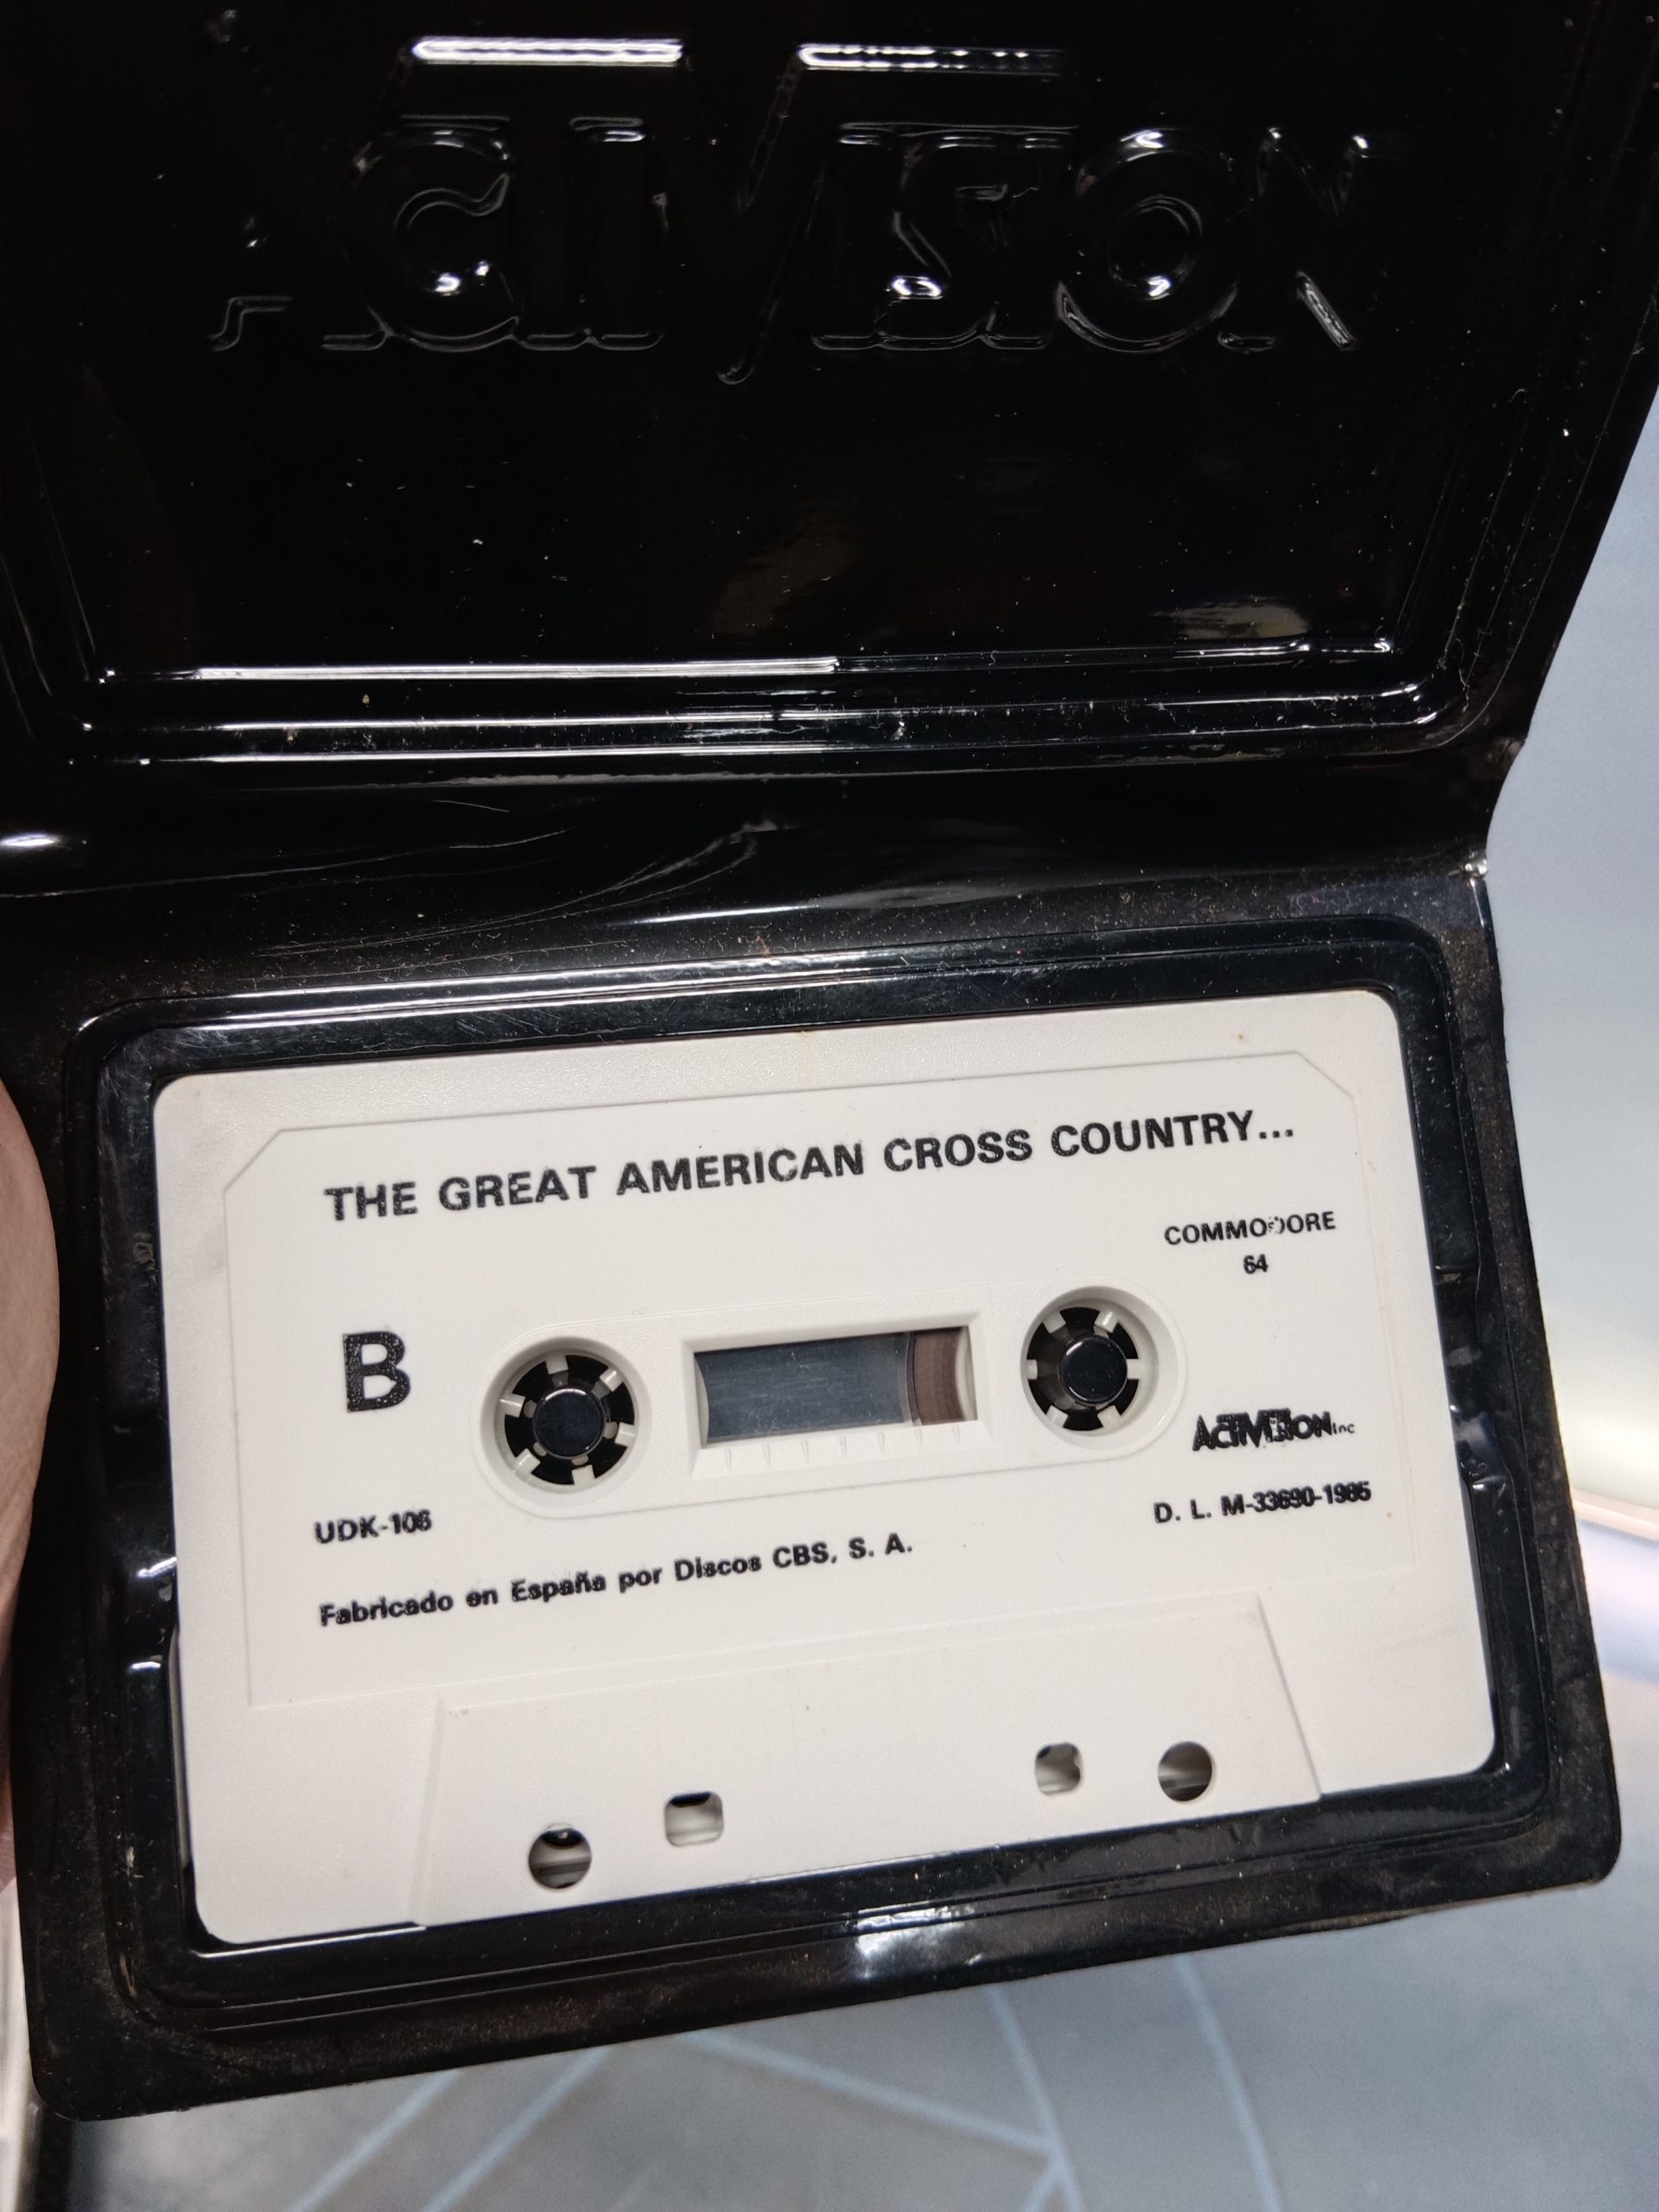 ACTIVISION
THE GREAT AMERICAN CROSS COUNTRY...
COMMODORE
64
B
ACTIVISION Inc
UDK-106
D. L. M-33690-1985
Fabricado en España por Discos CBS, S. A.